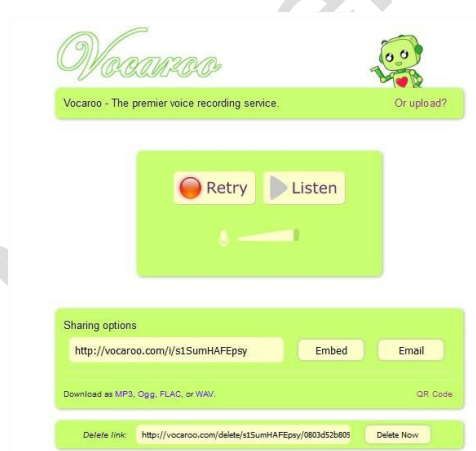 Vocaroo
Vocaroo - The premier voice recording service. Or upload?
Retry Listen
Sharing options
http://vocaroo.com/i/s1SumHAFEpsy Embed Email
Download as MP3, Ogg, FLAC, or WAV. QR Code
Delete link: http://vocaroo.com/delete/s1SumHAFEpsy/0803d52b809 Delete Now